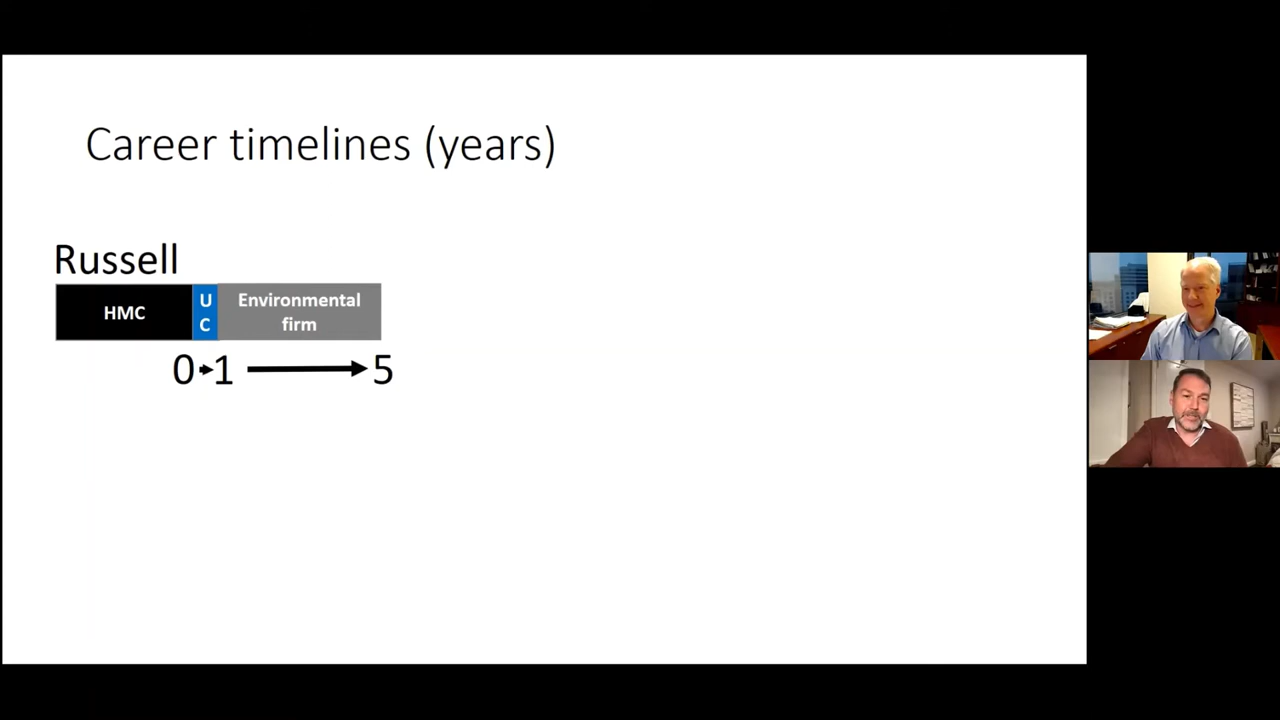 Career timelines (years)
Russell
HMC
U
C
Environmental
firm
0 1 5